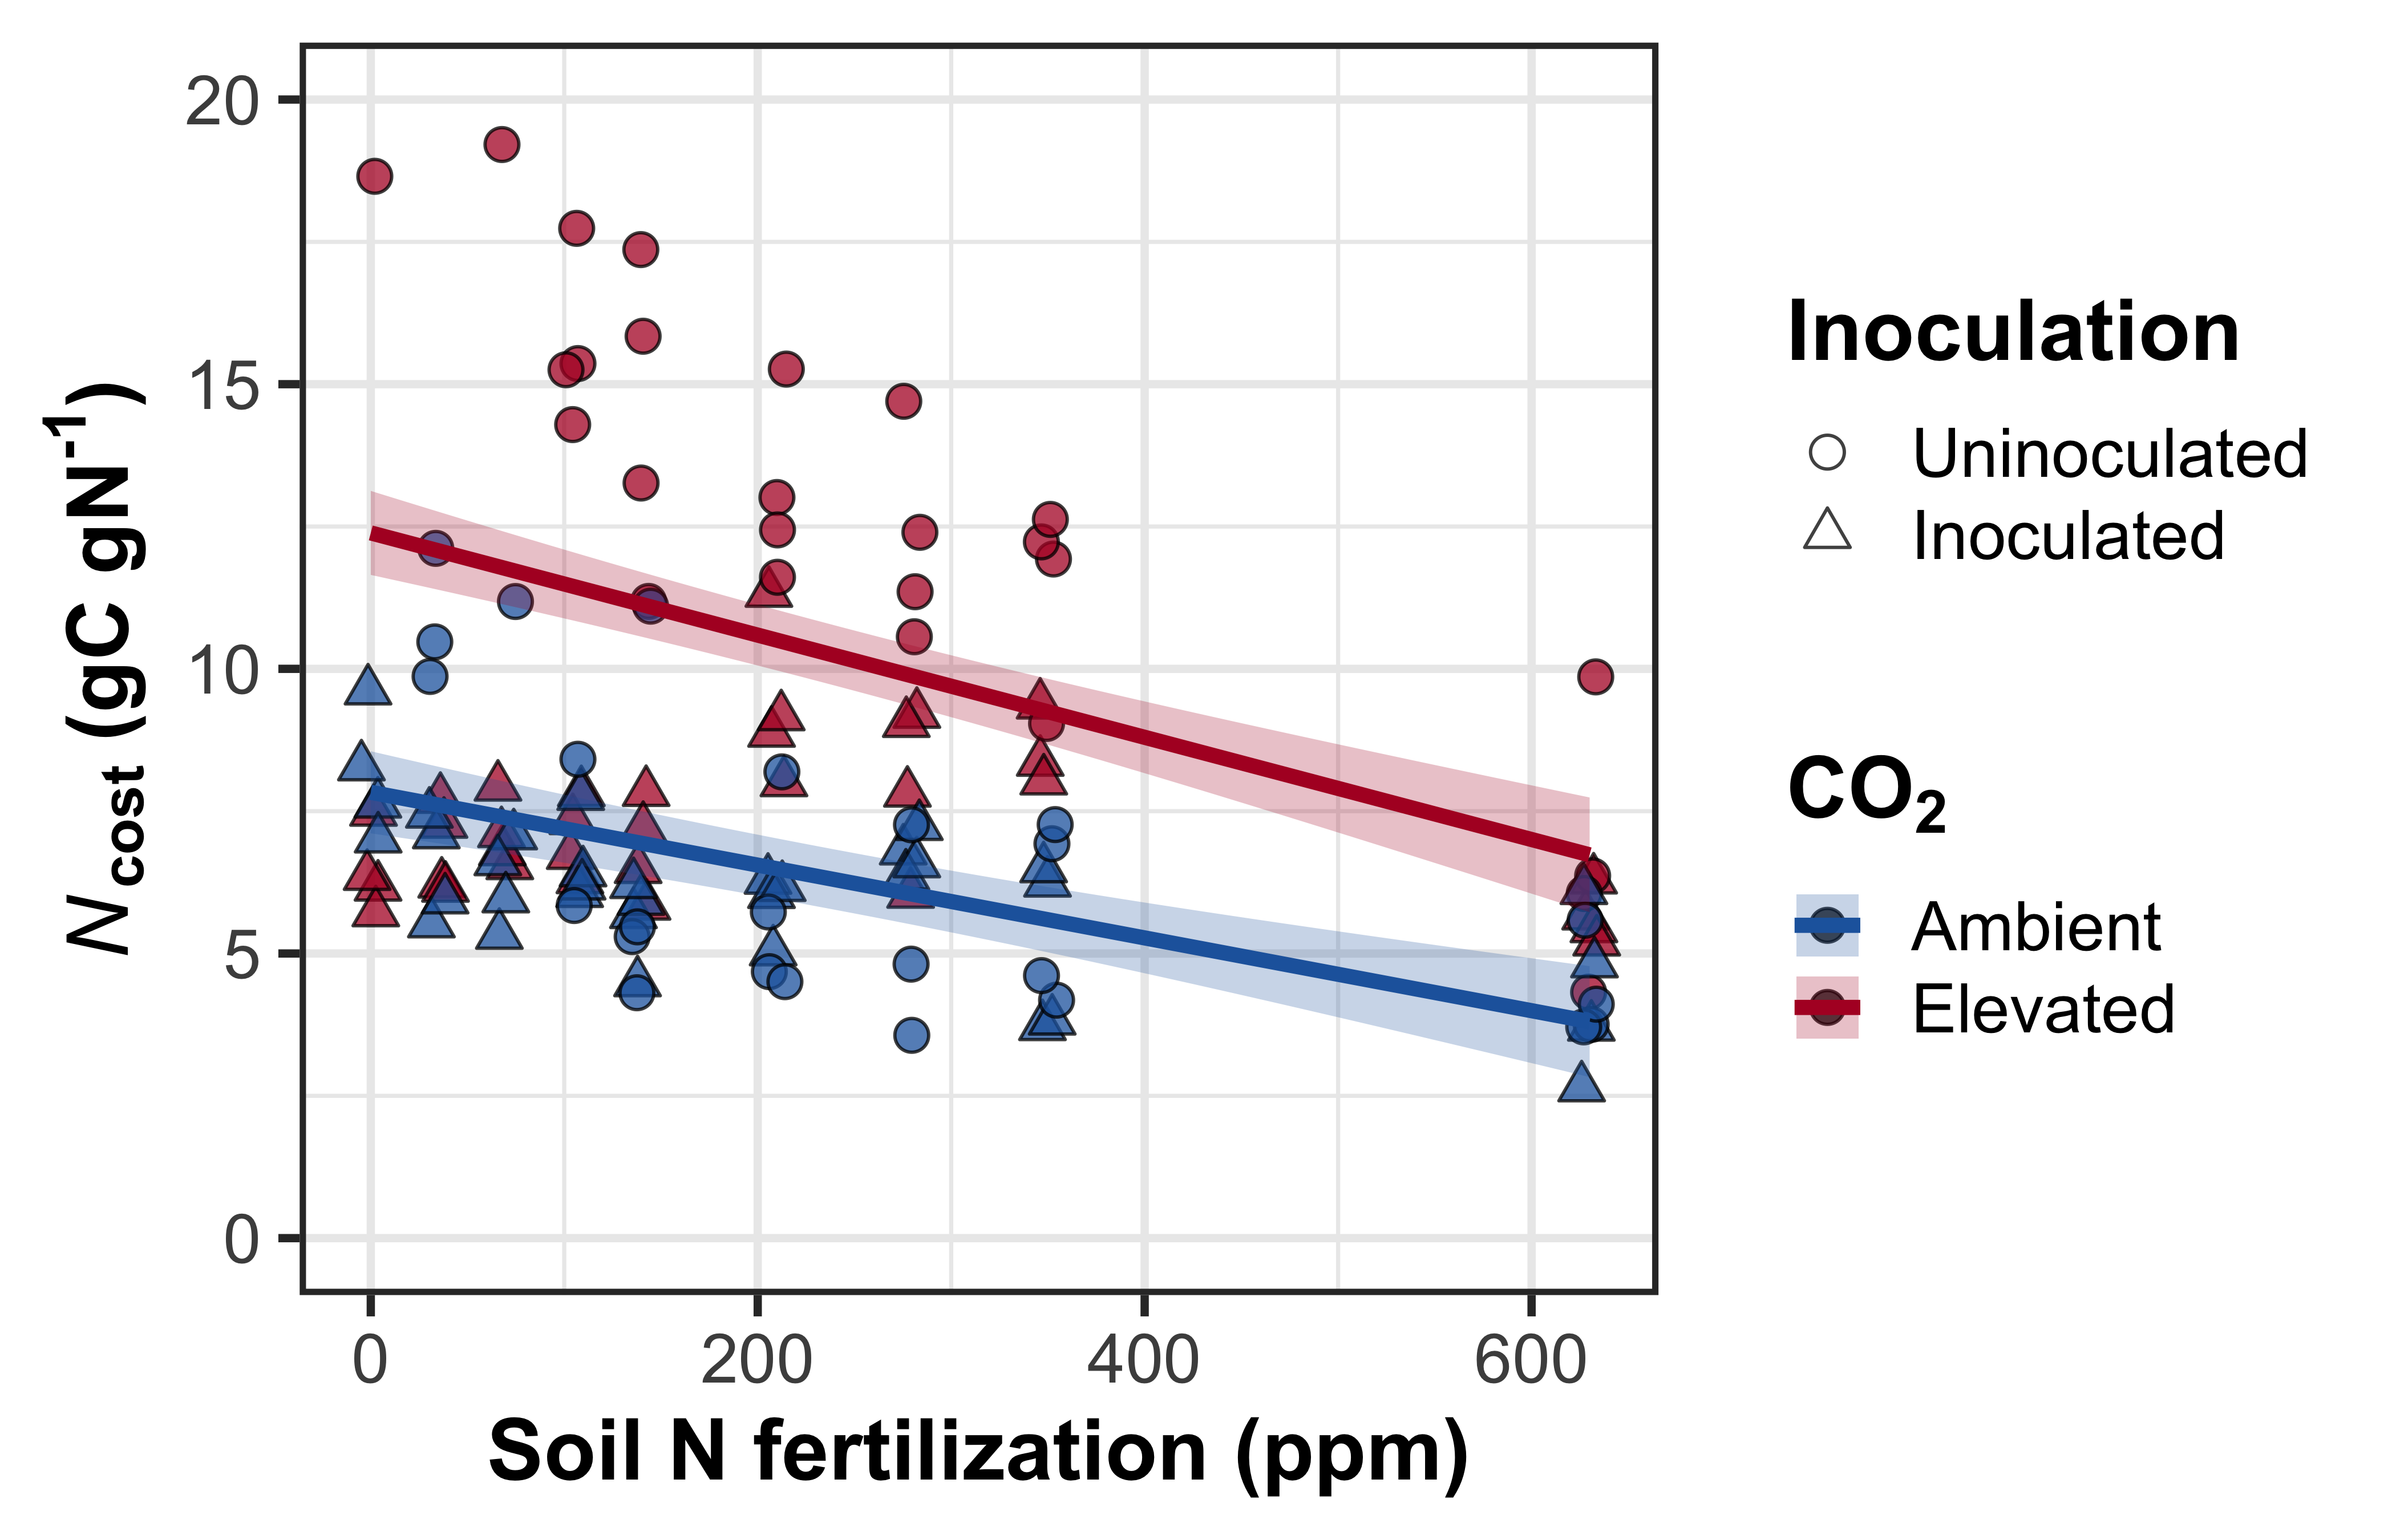 20
15
10
5
0
N cost (gC gN-1)
0 200 400 600
Soil N fertilization (ppm)
Inoculation
Uninoculated
Inoculated
CO2
Ambient
Elevated